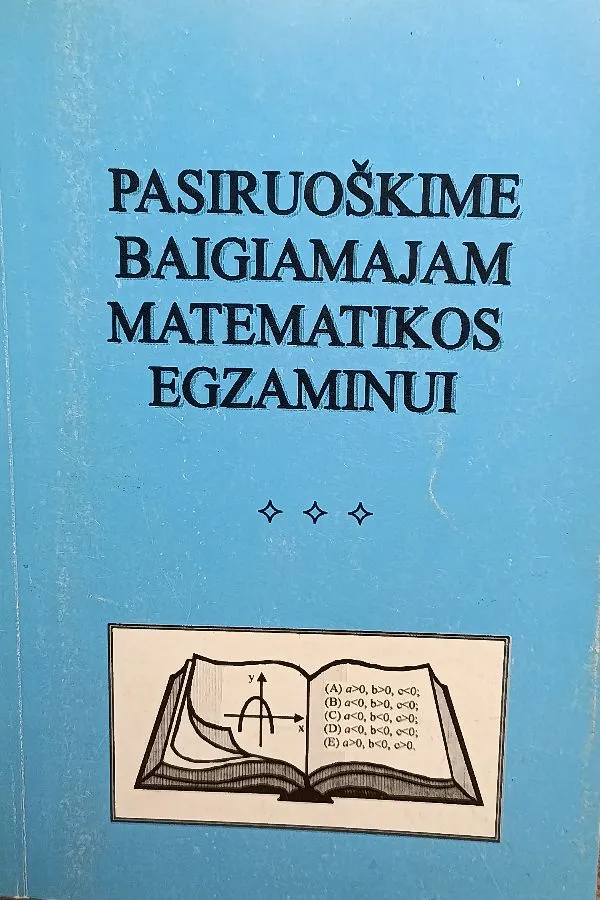 PASIRUOŠKIME
BAIGIAMAJAM
MATEMATIKOS
EGZAMINUI
y
x
(A) a>0, b>0, c<0;
(B) a<0, b>0, c<0;
(C) a<0, b<0, c>0;
(D) a<0, b<0, c<0;
(E) a>0, b<0, c>0.